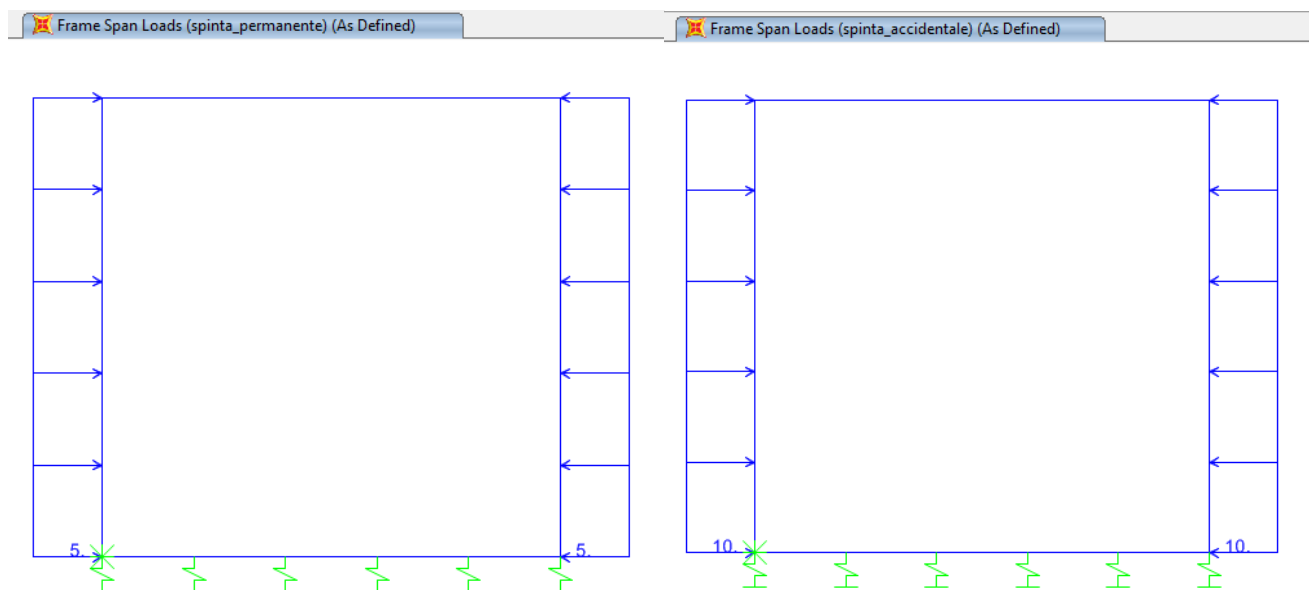 Frame Span Loads (spinta_permanente) (As Defined)
Frame Span Loads (spinta_accidentale) (As Defined)
5. 5.
10. 10.